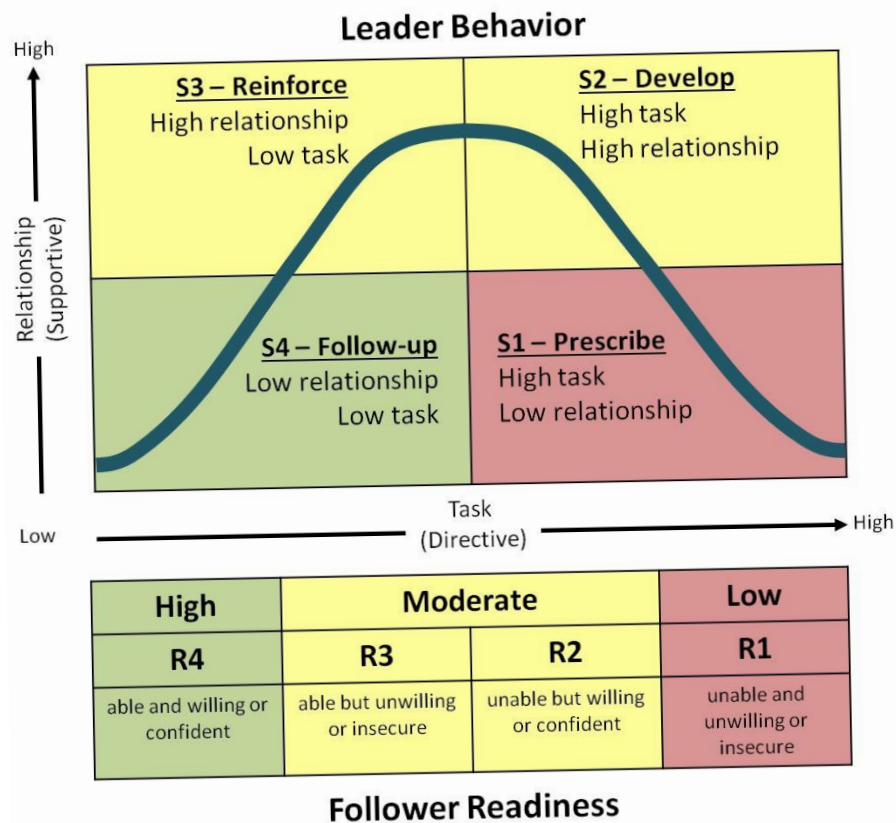 Leader Behavior
High
S3 – Reinforce
High relationship
Low task
S2 – Develop
High task
High relationship
Relationship
(Supportive)
S4 – Follow-up
Low relationship
Low task
S1 – Prescribe
High task
Low relationship
Low
Task
(Directive)
High
High
Moderate
Low
R4
R3
R2
R1
able and willing or
confident
able but unwilling
or insecure
unable but willing
or confident
unable and
unwilling or
insecure
Follower Readiness